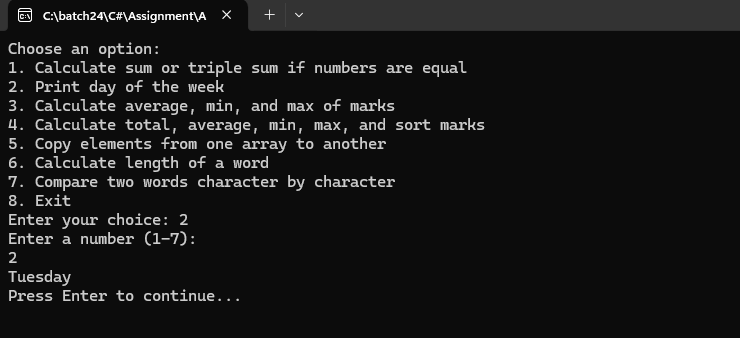 C:\batch24\C#\Assignment\A
Choose an option:
1. Calculate sum or triple sum if numbers are equal
2. Print day of the week
3. Calculate average, min, and max of marks
4. Calculate total, average, min, max, and sort marks
5. Copy elements from one array to another
6. Calculate length of a word
7. Compare two words character by character
8. Exit
Enter your choice: 2
Enter a number (1-7):
2
Tuesday
Press Enter to continue...